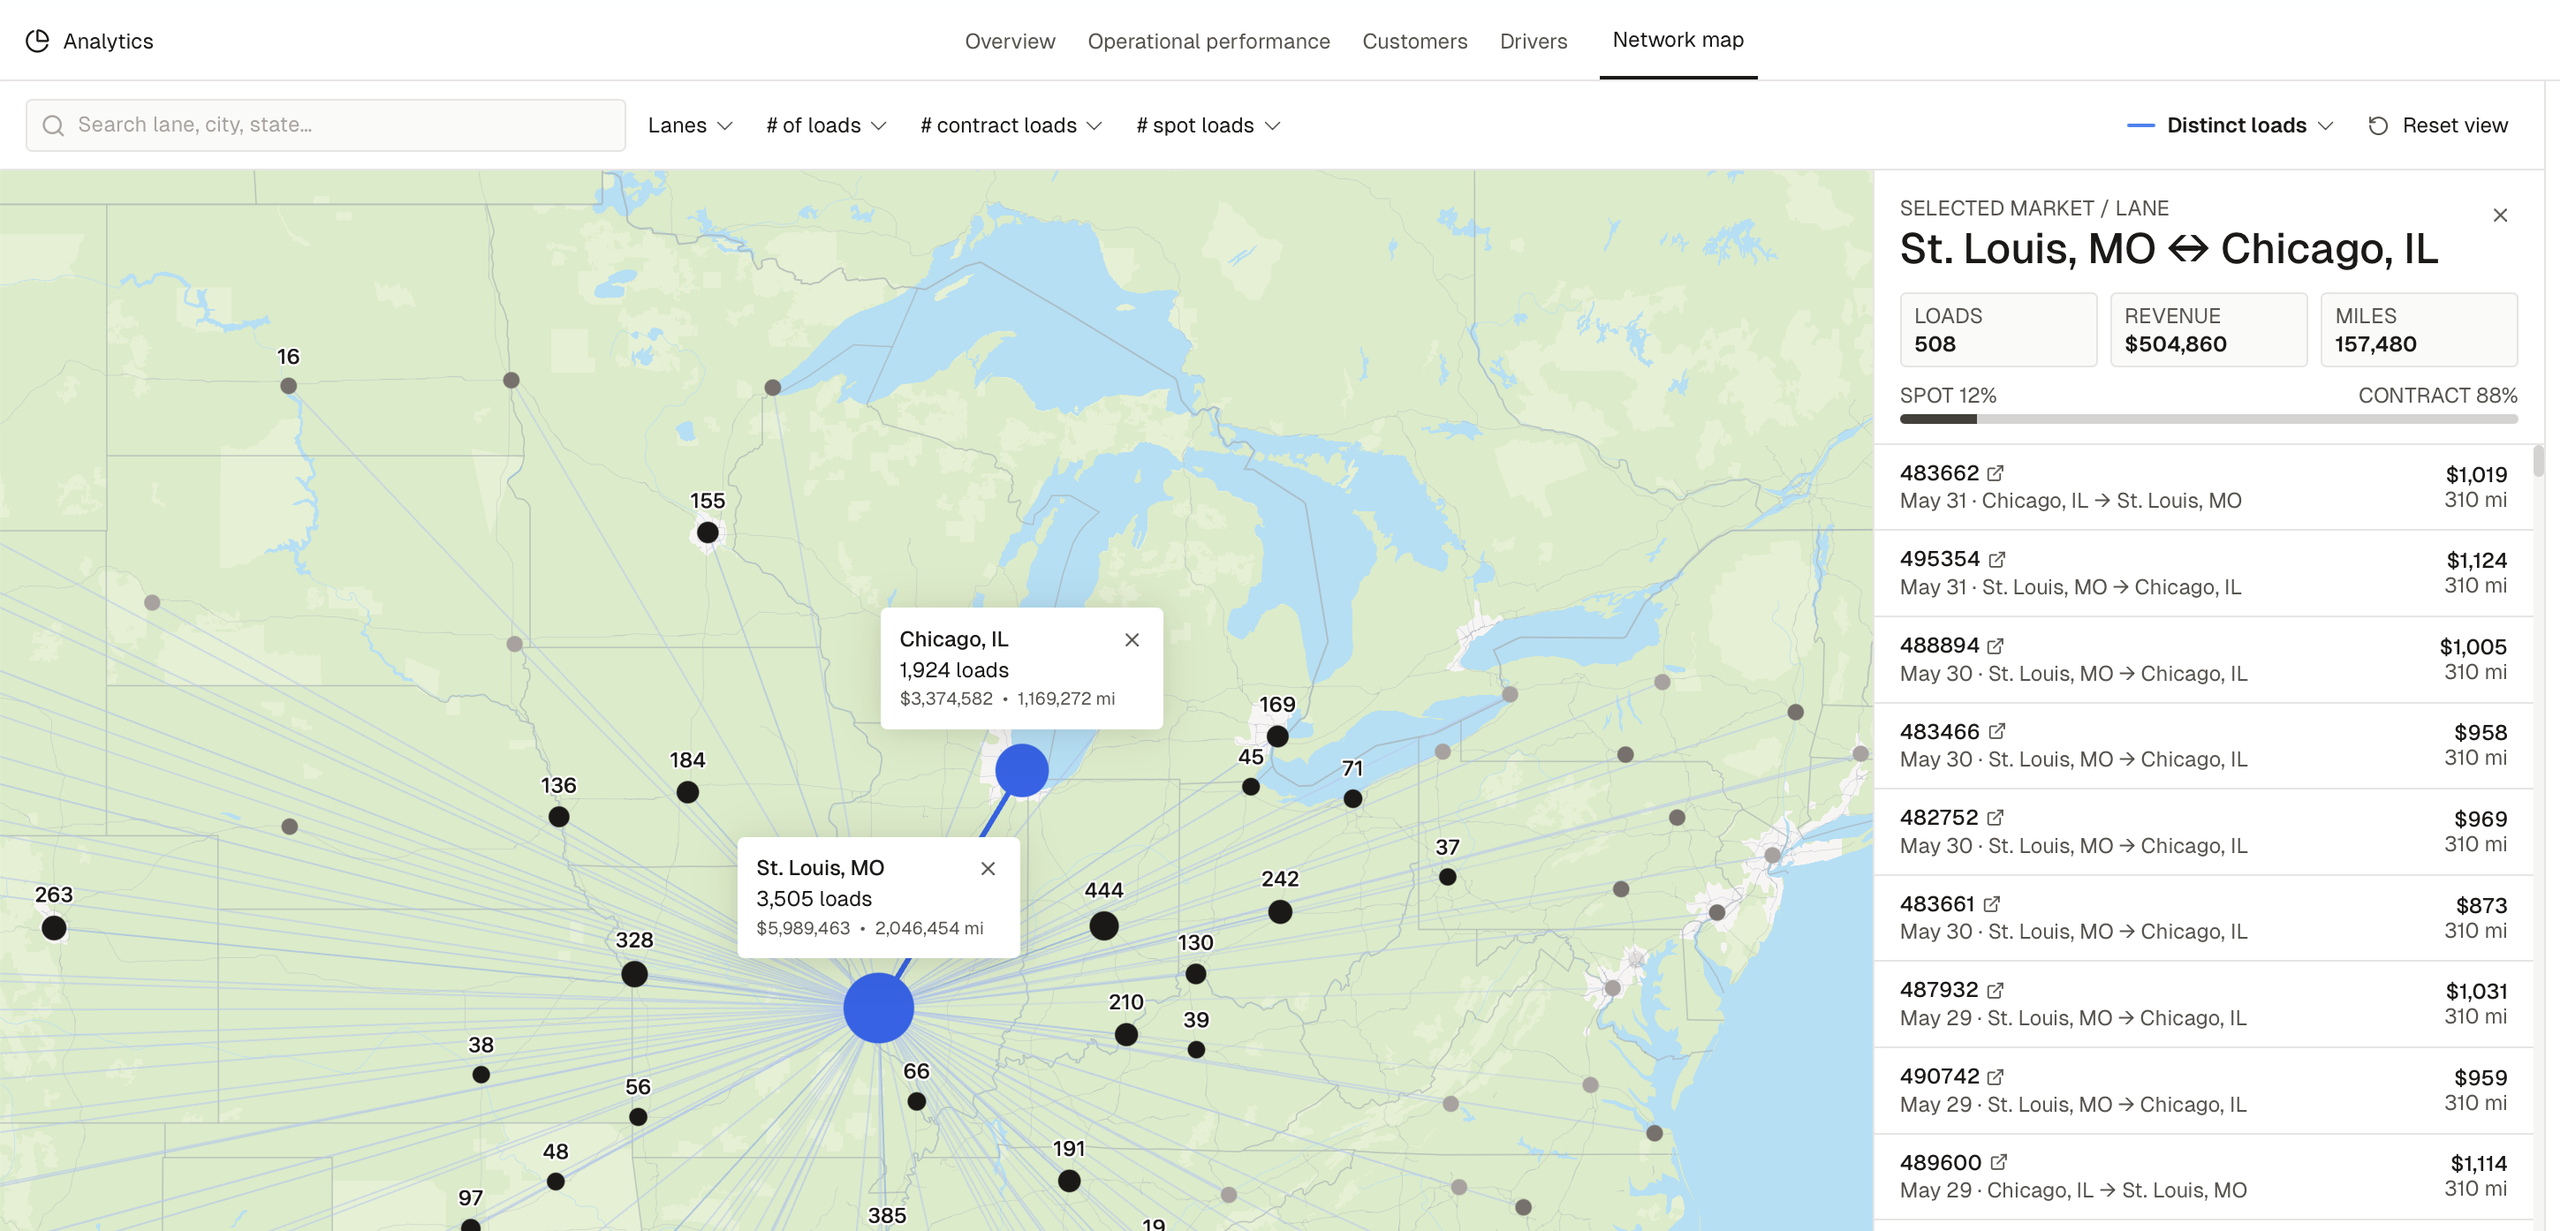 Analytics
Overview
Operational performance
Customers
Drivers
Network map
Search lane, city, state...
Lanes
# of loads
# contract loads
# spot loads
Distinct loads
Reset view
16
155
Chicago, IL
1,924 loads
$3,374,582 • 1,169,272 mi
169
45
71
184
136
37
St. Louis, MO
3,505 loads
$5,989,463 • 2,046,454 mi
263
444
242
328
130
210
39
38
66
56
48
191
97
385
19
SELECTED MARKET / LANE
St. Louis, MO ↔ Chicago, IL
LOADS
508
REVENUE
$504,860
MILES
157,480
SPOT 12%
CONTRACT 88%
483662
$1,019
May 31 · Chicago, IL → St. Louis, MO
310 mi
495354
$1,124
May 31 · St. Louis, MO → Chicago, IL
310 mi
488894
$1,005
May 30 · St. Louis, MO → Chicago, IL
310 mi
483466
$958
May 30 · St. Louis, MO → Chicago, IL
310 mi
482752
$969
May 30 · St. Louis, MO → Chicago, IL
310 mi
483661
$873
May 30 · St. Louis, MO → Chicago, IL
310 mi
487932
$1,031
May 29 · St. Louis, MO → Chicago, IL
310 mi
490742
$959
May 29 · St. Louis, MO → Chicago, IL
310 mi
489600
$1,114
May 29 · Chicago, IL → St. Louis, MO
310 mi